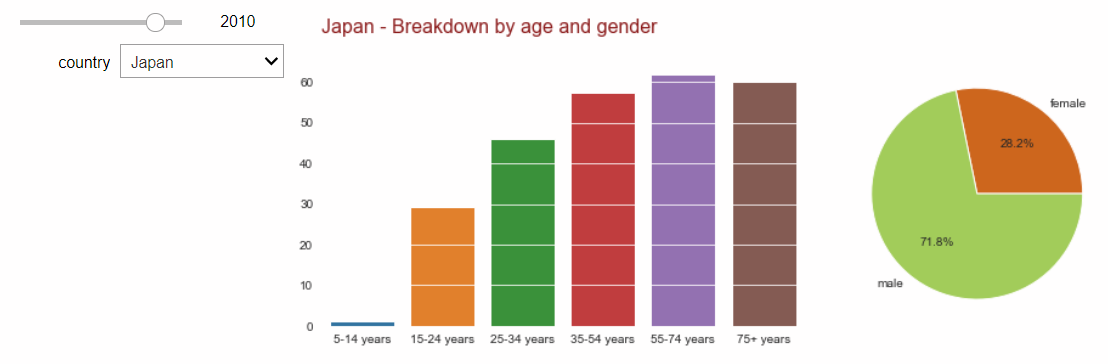 2010
country Japan
Japan - Breakdown by age and gender
60
50
40
30
20
10
0
5-14 years 15-24 years 25-34 years 35-54 years 55-74 years 75+ years
female
28.2%
71.8%
male